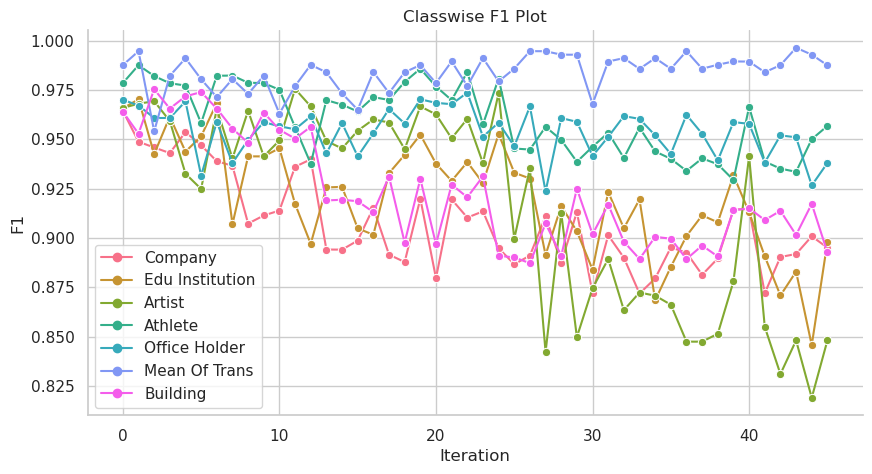 Classwise F1 Plot
1.000
0.975
0.950
0.925
0.900
0.875
0.850
0.825
F1
Company
Edu Institution
Artist
Athlete
Office Holder
Mean Of Trans
Building
0 10 20 30 40
Iteration